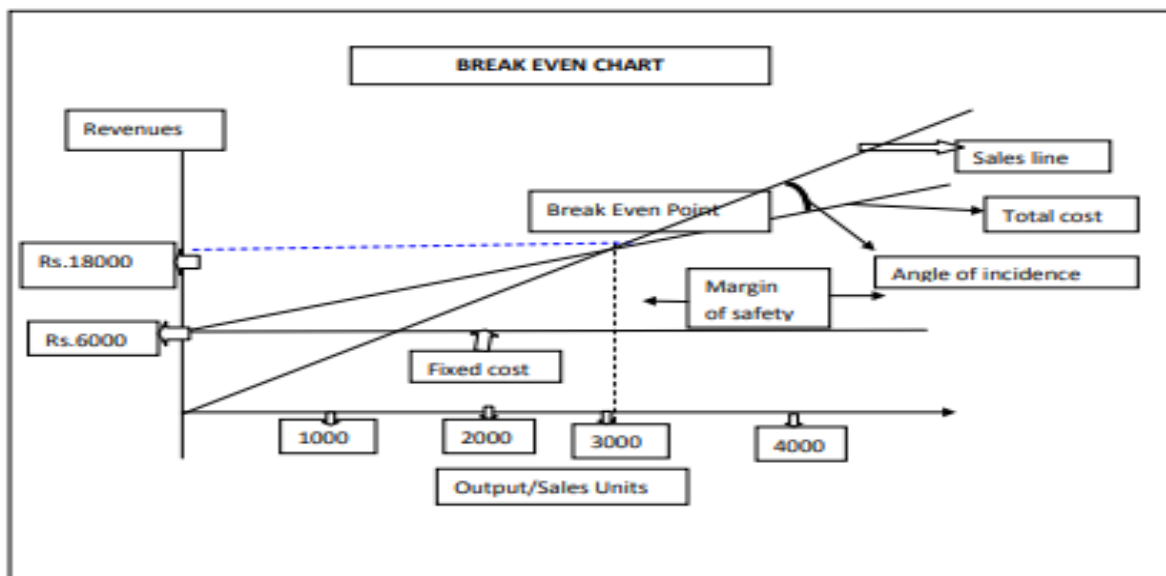 BREAK EVEN CHART
Revenues
Sales line
Break Even Point
Total cost
Rs.18000
Angle of incidence
Margin
of safety
Rs.6000
Fixed cost
1000
2000
3000
4000
Output/Sales Units